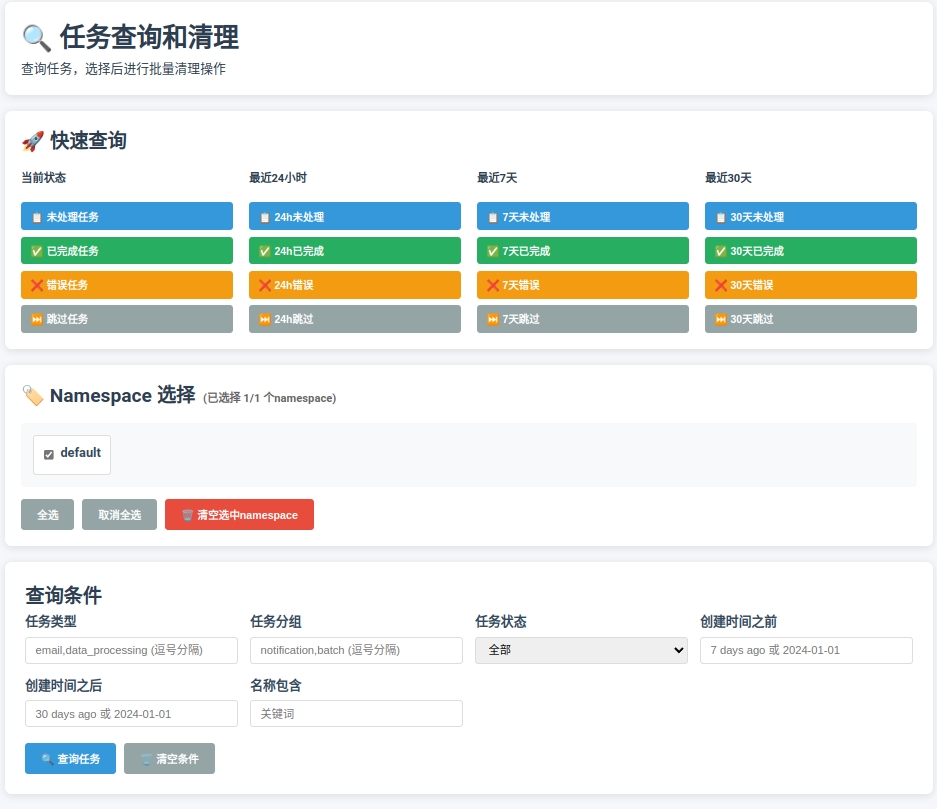 🔍 任务查询和清理
查询任务，选择后进行批量清理操作
🚀 快速查询
当前状态
最近24小时
最近7天
最近30天
📋 未处理任务
📋 24h未处理
📋 7天未处理
📋 30天未处理
✅ 已完成任务
✅ 24h已完成
✅ 7天已完成
✅ 30天已完成
❌ 错误任务
❌ 24h错误
❌ 7天错误
❌ 30天错误
⏭️ 跳过任务
⏭️ 24h跳过
⏭️ 7天跳过
⏭️ 30天跳过
🏷️ Namespace 选择 (已选择 1/1 个namespace)
default
全选
取消全选
🗑️ 清空选中namespace
查询条件
任务类型
任务分组
任务状态
创建时间之前
email,data_processing (逗号分隔)
notification,batch (逗号分隔)
全部
7 days ago 或 2024-01-01
创建时间之后
名称包含
30 days ago 或 2024-01-01
关键词
🔍 查询任务
🗑️ 清空条件